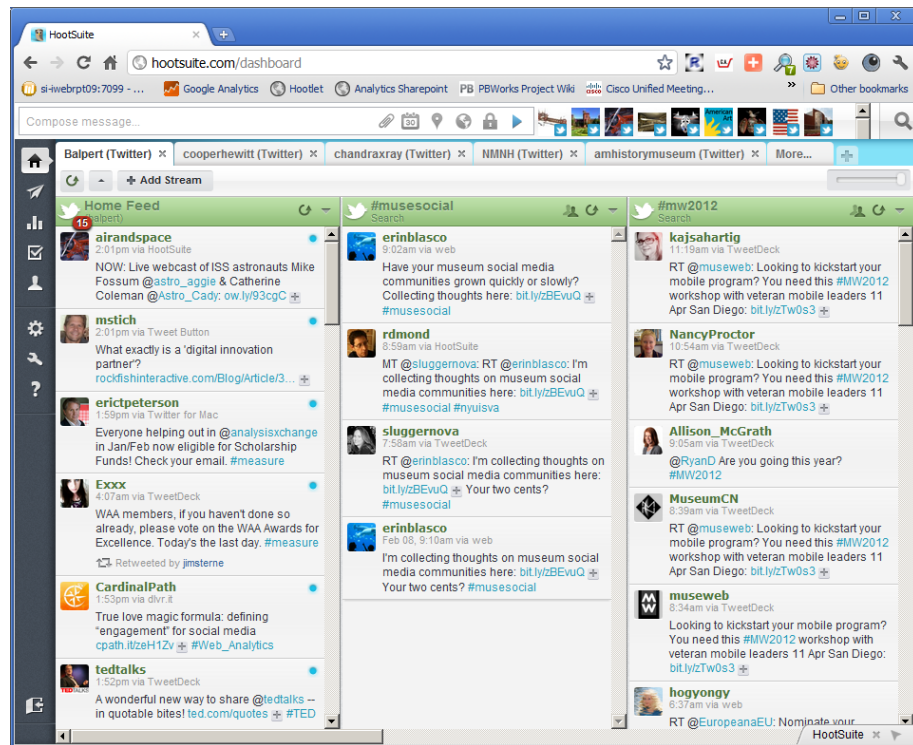 HootSuite
hootsuite.com/dashboard
si-iwebrpt09:7099 - ...
Google Analytics
Hootlet
Analytics Sharepoint
PB PBWorks Project Wiki
Cisco Unified Meeting...
»
Other bookmarks
Compose message...
Balpert (Twitter) ×
cooperhewitt (Twitter) ×
chandraxray (Twitter) ×
NMNH (Twitter) ×
amhistorymuseum (Twitter) ×
More...
Add Stream
Home Feed
(balpert)
15
airandspace
2:01pm via HootSuite
NOW: Live webcast of ISS astronauts Mike
Fossum @astro_aggie & Catherine
Coleman @Astro_Cady: ow.ly/93cgC
mstich
2:01pm via Tweet Button
What exactly is a 'digital innovation
partner'?
rockfishinteractive.com/Blog/Article/3...
erictpeterson
1:59pm via Twitter for Mac
Everyone helping out in @analysisxchange
in Jan/Feb now eligible for Scholarship
Funds! Check your email. #measure
Exxx
4:07am via TweetDeck
WAA members, if you haven't done so
already, please vote on the WAA Awards for
Excellence. Today's the last day. #measure
Retweeted by jimsterne
CardinalPath
1:53pm via dlvr.it
True love magic formula: defining
"engagement" for social media
cpath.it/zeH1Zv #Web_Analytics
tedtalks
1:52pm via TweetDeck
A wonderful new way to share @tedtalks --
in quotable bites! ted.com/quotes #TED
#musesocial
Search
erinblasco
9:02am via web
Have your museum social media
communities grown quickly or slowly?
Collecting thoughts here: bit.ly/zBEvuQ
#musesocial
rdmond
8:59am via HootSuite
MT @sluggernova: RT @erinblasco: I'm
collecting thoughts on museum social
media communities here: bit.ly/zBEvuQ
#musesocial #nyuisva
sluggernova
7:58am via TweetDeck
RT @erinblasco: I'm collecting thoughts on
museum social media communities here:
bit.ly/zBEvuQ Your two cents?
#musesocial
erinblasco
Feb 08, 9:10am via web
I'm collecting thoughts on museum social
media communities here: bit.ly/zBEvuQ
Your two cents? #musesocial
#mw2012
Search
kajsahartig
11:19am via TweetDeck
RT @museweb: Looking to kickstart your
mobile program? You need this #MW2012
workshop with veteran mobile leaders 11
Apr San Diego: bit.ly/zTw0s3
NancyProctor
10:54am via TweetDeck
RT @museweb: Looking to kickstart your
mobile program? You need this #MW2012
workshop with veteran mobile leaders 11
Apr San Diego: bit.ly/zTw0s3
Allison_McGrath
9:05am via TweetDeck
@RyanD Are you going this year?
#MW2012
MuseumCN
8:39am via TweetDeck
RT @museweb: Looking to kickstart your
mobile program? You need this #MW2012
workshop with veteran mobile leaders 11
Apr San Diego: bit.ly/zTw0s3
museweb
8:34am via TweetDeck
Looking to kickstart your mobile program?
You need this #MW2012 workshop with
veteran mobile leaders 11 Apr San Diego:
bit.ly/zTw0s3
hogyongy
RT @EuropeanaEU: Nominate your
HootSuite ×